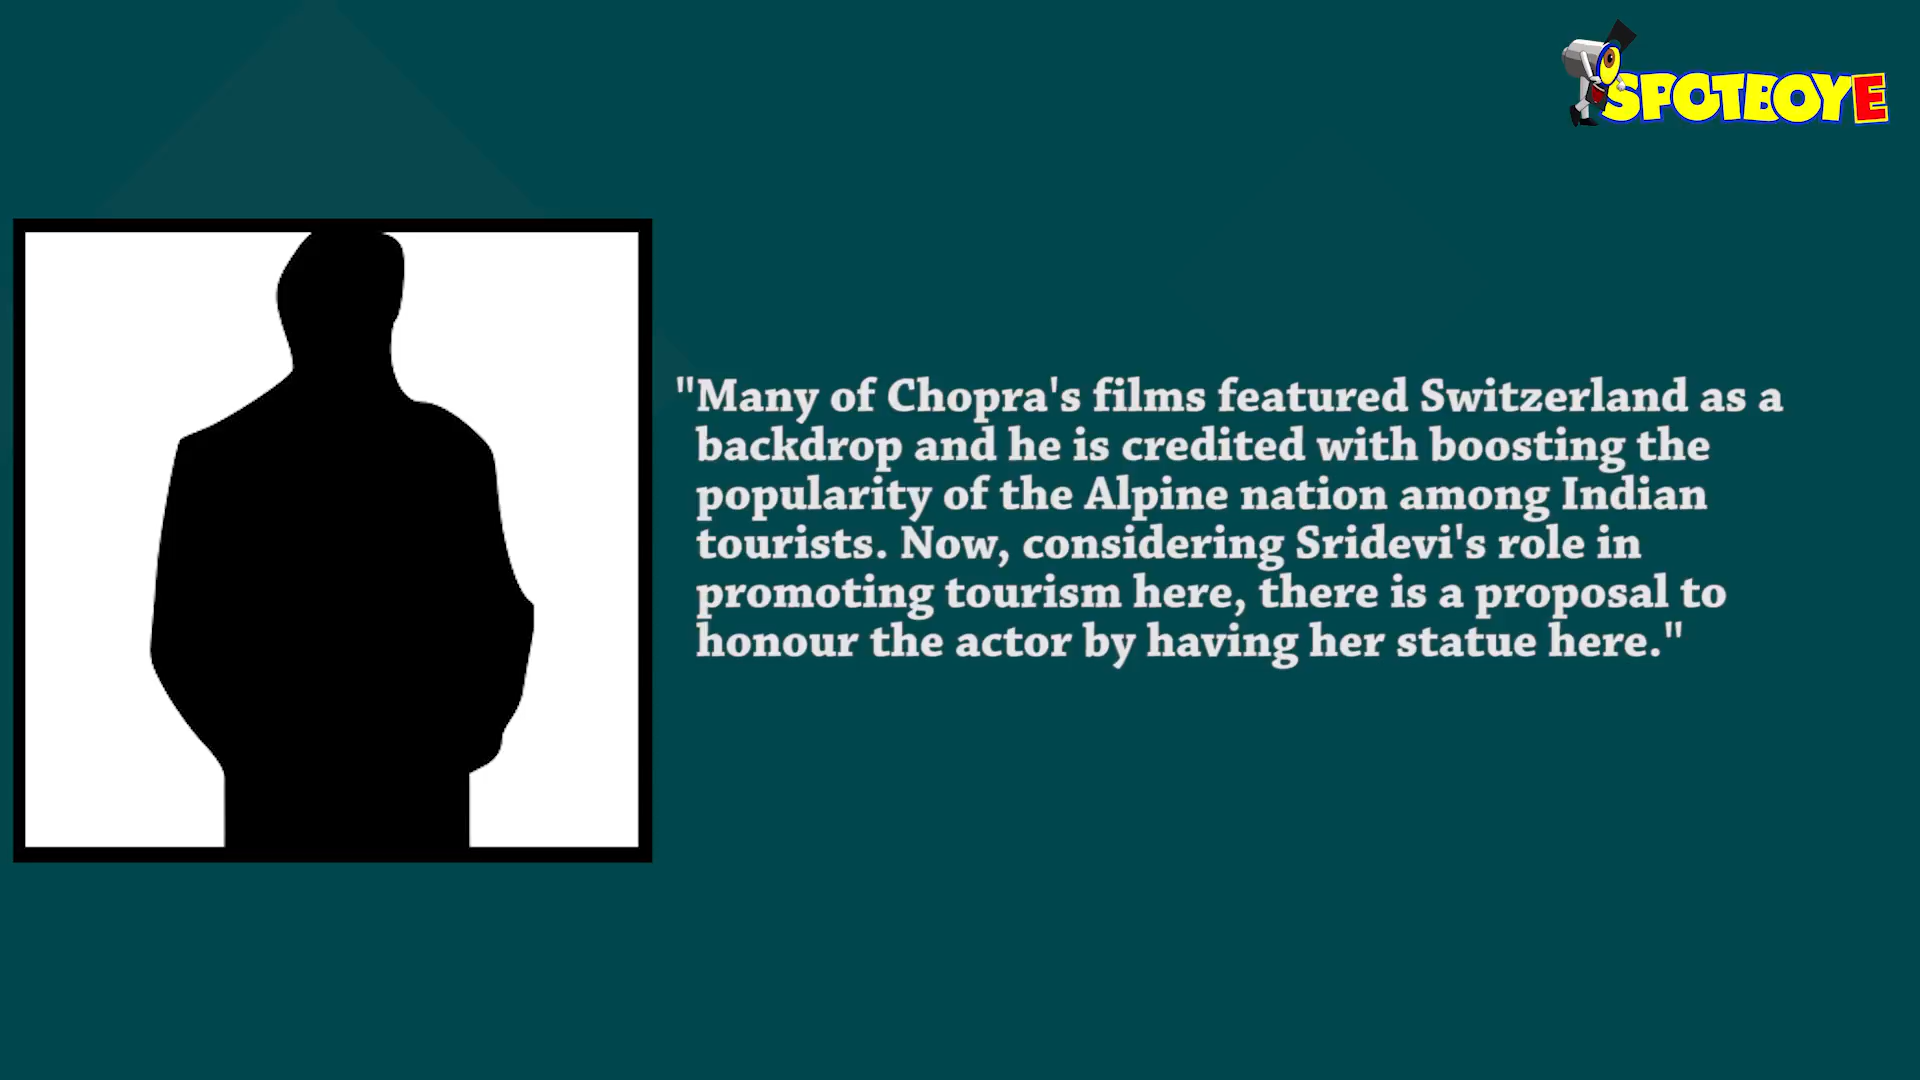 SPOTBOYE
"Many of Chopra's films featured Switzerland as a
backdrop and he is credited with boosting the
popularity of the Alpine nation among Indian
tourists. Now, considering Sridevi's role in
promoting tourism here, there is a proposal to
honour the actor by having her statue here."